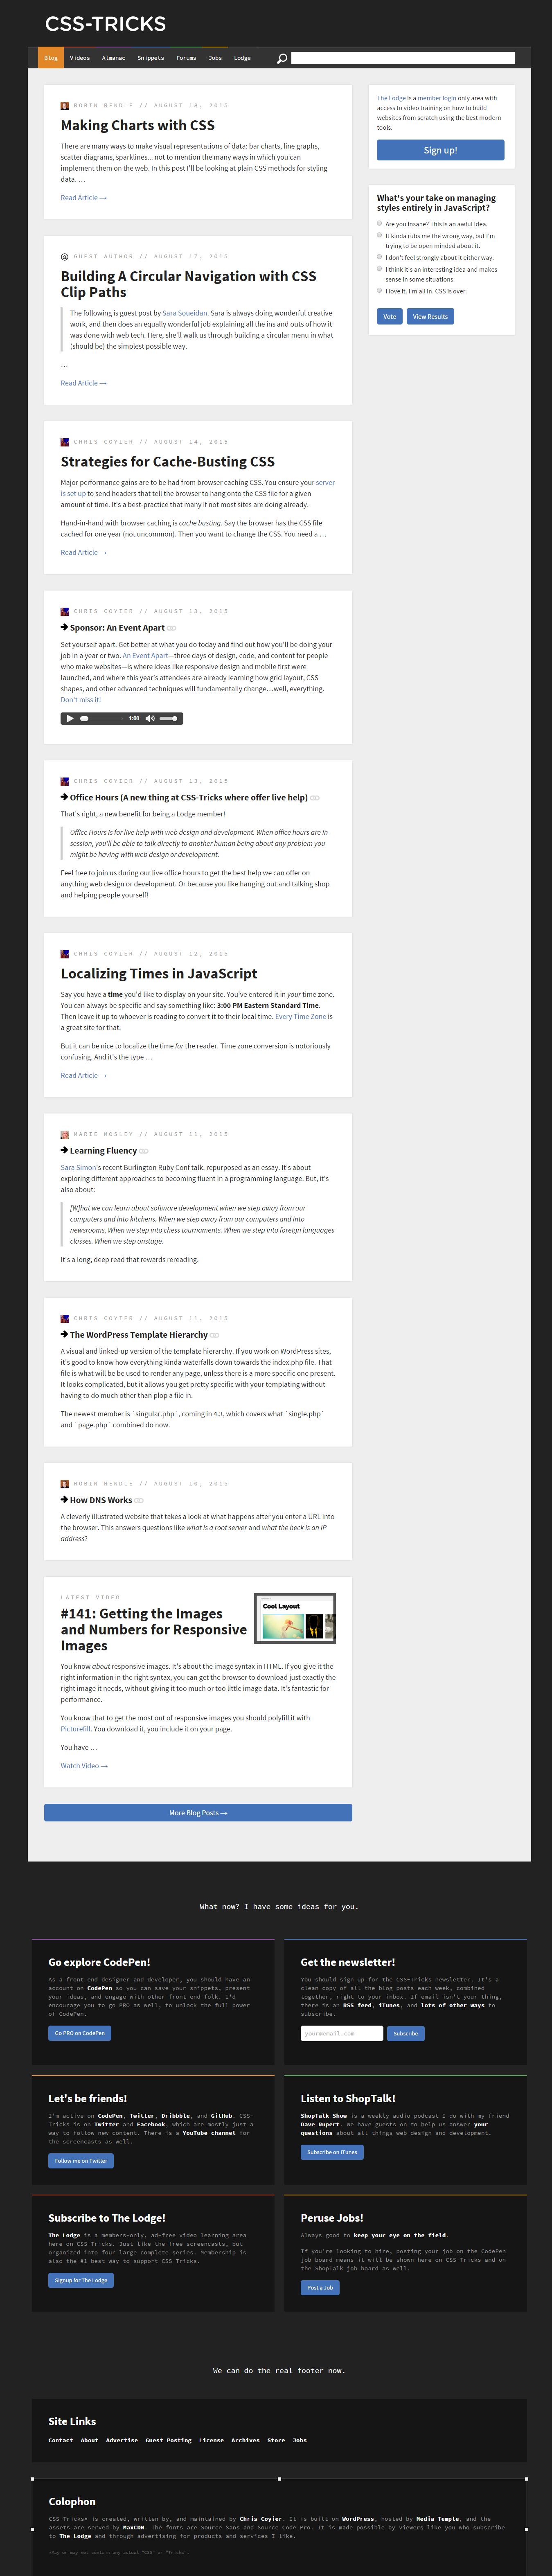 CSS-TRICKS
Blog Videos Almanac Snippets Forums Jobs Lodge
ROBIN RENDLE // AUGUST 18, 2015
Making Charts with CSS
There are many ways to make visual representations of data: bar charts, line graphs,
scatter diagrams, sparklines... not to mention the many ways in which you can
implement them on the web. In this post I'll be looking at plain CSS methods for styling
data. …
Read Article →
The Lodge is a member login only area with
access to video training on how to build
websites from scratch using the best modern
tools.
Sign up!
What's your take on managing
styles entirely in JavaScript?
Are you insane? This is an awful idea.
It kinda rubs me the wrong way, but I'm
trying to be open minded about it.
I don't feel strongly about it either way.
I think it's an interesting idea and makes
sense in some situations.
I love it. I'm all in. CSS is over.
Vote View Results
GUEST AUTHOR // AUGUST 17, 2015
Building A Circular Navigation with CSS
Clip Paths
The following is guest post by Sara Soueidan. Sara is always doing wonderful creative
work, and then does an equally wonderful job explaining all the ins and outs of how it
was done with web tech. Here, she'll walk us through building a circular menu in what
(should be) the simplest possible way.
…
Read Article →
CHRIS COYIER // AUGUST 14, 2015
Strategies for Cache-Busting CSS
Major performance gains are to be had from browser caching CSS. You ensure your server
is set up to send headers that tell the browser to hang onto the CSS file for a given
amount of time. It's a best-practice that many if not most sites are doing already.
Hand-in-hand with browser caching is cache busting. Say the browser has the CSS file
cached for one year (not uncommon). Then you want to change the CSS. You need a …
Read Article →
CHRIS COYIER // AUGUST 13, 2015
Sponsor: An Event Apart
Set yourself apart. Get better at what you do today and find out how you'll be doing your
job in a year or two. An Event Apart—three days of design, code, and content for people
who make websites—is where ideas like responsive design and mobile first were
launched, and where this year's attendees are already learning how grid layout, CSS
shapes, and other advanced techniques will fundamentally change…well, everything.
Don't miss it!
1:00
CHRIS COYIER // AUGUST 13, 2015
Office Hours (A new thing at CSS-Tricks where offer live help)
That's right, a new benefit for being a Lodge member!
Office Hours is for live help with web design and development. When office hours are in
session, you'll be able to talk directly to another human being about any problem you
might be having with web design or development.
Feel free to join us during our live office hours to get the best help we can offer on
anything web design or development. Or because you like hanging out and talking shop
and helping people yourself!
CHRIS COYIER // AUGUST 12, 2015
Localizing Times in JavaScript
Say you have a time you'd like to display on your site. You've entered it in your time zone.
You can always be specific and say something like: 3:00 PM Eastern Standard Time.
Then leave it up to whoever is reading to convert it to their local time. Every Time Zone is
a great site for that.
But it can be nice to localize the time for the reader. Time zone conversion is notoriously
confusing. And it's the type …
Read Article →
MARIE MOSLEY // AUGUST 11, 2015
Learning Fluency
Sara Simon's recent Burlington Ruby Conf talk, repurposed as an essay. It's about
exploring different approaches to becoming fluent in a programming language. But, it's
also about:
[W]hat we can learn about software development when we step away from our
computers and into kitchens. When we step away from our computers and into
newsrooms. When we step into chess tournaments. When we step into foreign languages
classes. When we step onstage.
It's a long, deep read that rewards rereading.
CHRIS COYIER // AUGUST 11, 2015
The WordPress Template Hierarchy
A visual and linked-up version of the template hierarchy. If you work on WordPress sites,
it's good to know how everything kinda waterfalls down towards the index.php file. That
file is what will be be used to render any page, unless there is a more specific one present.
It looks complicated, but it allows you get pretty specific with your templating without
having to do much other than plop a file in.
The newest member is `singular.php`, coming in 4.3, which covers what `single.php`
and `page.php` combined do now.
ROBIN RENDLE // AUGUST 10, 2015
How DNS Works
A cleverly illustrated website that takes a look at what happens after you enter a URL into
the browser. This answers questions like what is a root server and what the heck is an IP
address?
LATEST VIDEO
#141: Getting the Images
and Numbers for Responsive
Images
Cool Layout
You know about responsive images. It's about the image syntax in HTML. If you give it the
right information in the right syntax, you can get the browser to download just exactly the
right image it needs, without giving it too much or too little image data. It's fantastic for
performance.
You know that to get the most out of responsive images you should polyfill it with
Picturefill. You download it, you include it on your page.
You have …
Watch Video →
More Blog Posts →
What now? I have some ideas for you.
Go explore CodePen!
As a front end designer and developer, you should have an
account on CodePen so you can save your snippets, present
your ideas, and engage with other front end folk. I'd
encourage you to go PRO as well, to unlock the full power
of CodePen.
Go PRO on CodePen
Get the newsletter!
You should sign up for the CSS-Tricks newsletter. It's a
clean copy of all the blog posts each week, combined
together, right to your inbox. If email isn't your thing,
there is an RSS feed, iTunes, and lots of other ways to
subscribe.
your@email.com Subscribe
Let's be friends!
I'm active on CodePen, Twitter, Dribbble, and GitHub. CSS-
Tricks is on Twitter and Facebook, which are mostly just a
way to follow new content. There is a YouTube channel for
the screencasts as well.
Follow me on Twitter
Listen to ShopTalk!
ShopTalk Show is a weekly audio podcast I do with my friend
Dave Rupert. We have guests on to help us answer your
questions about all things web design and development.
Subscribe on iTunes
Subscribe to The Lodge!
The Lodge is a members-only, ad-free video learning area
here on CSS-Tricks. Just like the free screencasts, but
organized into four large complete series. Membership is
also the #1 best way to support CSS-Tricks.
Signup for The Lodge
Peruse Jobs!
Always good to keep your eye on the field.
If you're looking to hire, posting your job on the CodePen
job board means it will be shown here on CSS-Tricks and on
the ShopTalk job board as well.
Post a Job
We can do the real footer now.
Site Links
Contact About Advertise Guest Posting License Archives Store Jobs
Colophon
CSS-Tricks* is created, written by, and maintained by Chris Coyier. It is built on WordPress, hosted by Media Temple, and the
assets are served by MaxCDN. The fonts are Source Sans and Source Code Pro. It is made possible by viewers like you who subscribe
to The Lodge and through advertising for products and services I like.
*May or may not contain any actual "CSS" or "Tricks".